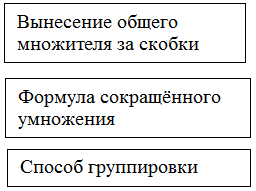 Вынесение общего
множителя за скобки
Формула сокращённого
умножения
Способ группировки